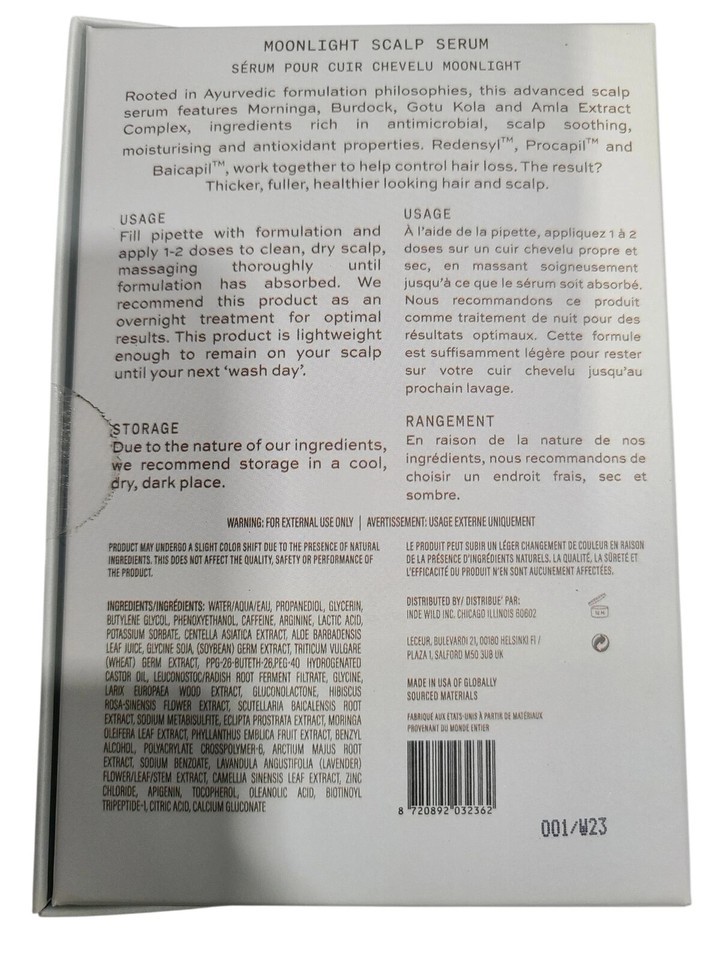 MOONLIGHT SCALP SERUM
SÉRUM POUR CUIR CHEVELU MOONLIGHT
Rooted in Ayurvedic formulation philosophies, this advanced scalp
serum features Morninga, Burdock, Gotu Kola and Amla Extract
Complex, ingredients rich in antimicrobial, scalp soothing,
moisturising and antioxidant properties. Redensyl™, Procapil™ and
Baicapil™, work together to help control hair loss. The result?
Thicker, fuller, healthier looking hair and scalp.
USAGE
Fill pipette with formulation and
apply 1-2 doses to clean, dry scalp,
massaging thoroughly until
formulation has absorbed. We
recommend this product as an
overnight treatment for optimal
results. This product is lightweight
enough to remain on your scalp
until your next ‘wash day’.
USAGE
À l'aide de la pipette, appliquez 1 à 2
doses sur un cuir chevelu propre et
sec, en massant soigneusement
jusqu'à ce que le sérum soit absorbé.
Nous recommandons ce produit
comme traitement de nuit pour des
résultats optimaux. Cette formule
est suffisamment légère pour rester
sur votre cuir chevelu jusqu'au
prochain lavage.
STORAGE
Due to the nature of our ingredients,
we recommend storage in a cool,
dry, dark place.
RANGEMENT
En raison de la nature de nos
ingrédients, nous recommandons de
choisir un endroit frais, sec et
sombre.
WARNING: FOR EXTERNAL USE ONLY | AVERTISSEMENT: USAGE EXTERNE UNIQUEMENT
PRODUCT MAY UNDERGO A SLIGHT COLOR SHIFT DUE TO THE PRESENCE OF NATURAL
INGREDIENTS. THIS DOES NOT AFFECT THE QUALITY, SAFETY OR PERFORMANCE OF
THE PRODUCT.
LE PRODUIT PEUT SUBIR UN LÉGER CHANGEMENT DE COULEUR EN RAISON
DE LA PRÉSENCE D'INGRÉDIENTS NATURELS. LA QUALITÉ, LA SÛRETÉ ET
L'EFFICACITÉ DU PRODUIT N'EN SONT AUCUNEMENT AFFECTÉES.
INGREDIENTS/INGRÉDIENTS: WATER/AQUA/EAU, PROPANEDIOL, GLYCERIN,
BUTYLENE GLYCOL, PHENOXYETHANOL, CAFFEINE, ARGININE, LACTIC ACID,
POTASSIUM SORBATE, CENTELLA ASIATICA EXTRACT, ALOE BARBADENSIS
LEAF JUICE, GLYCINE SOJA, (SOYBEAN) GERM EXTRACT, TRITICUM VULGARE
(WHEAT) GERM EXTRACT, PPG-26-BUTETH-26,PEG-40 HYDROGENATED
CASTOR OIL, LEUCONOSTOC/RADISH ROOT FERMENT FILTRATE, GLYCINE,
LARIX EUROPAEA WOOD EXTRACT, GLUCONOLACTONE, HIBISCUS
ROSA-SINENSIS FLOWER EXTRACT, SCUTELLARIA BAICALENSIS ROOT
EXTRACT, SODIUM METABISULFITE, ECLIPTA PROSTRATA EXTRACT, MORINGA
OLEIFERA LEAF EXTRACT, PHYLLANTHUS EMBLICA FRUIT EXTRACT, BENZYL
ALCOHOL, POLYACRYLATE CROSSPOLYMER-6, ARCTIUM MAJUS ROOT
EXTRACT, SODIUM BENZOATE, LAVANDULA ANGUSTIFOLIA (LAVENDER)
FLOWER/LEAF/STEM EXTRACT, CAMELLIA SINENSIS LEAF EXTRACT, ZINC
CHLORIDE, APIGENIN, TOCOPHEROL, OLEANOLIC ACID, BIOTINOYL
TRIPEPTIDE-1, CITRIC ACID, CALCIUM GLUCONATE
DISTRIBUTED BY/ DISTRIBUÉ PAR:
INDE WILD INC. CHICAGO ILLINOIS 60602
LECEUR, BULEVARDI 21, 00180 HELSINKI FI /
PLAZA 1, SALFORD M50 3UB UK
MADE IN USA OF GLOBALLY
SOURCED MATERIALS
FABRIQUÉ AUX ÉTATS-UNIS À PARTIR DE MATÉRIAUX
PROVENANT DU MONDE ENTIER
8 720892 032362
001/W23